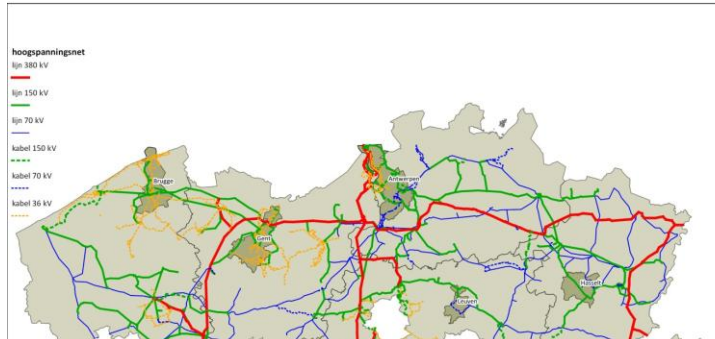 hoogspanningsnet
lijn 380 kV
lijn 150 kV
lijn 70 kV
kabel 150 kV
kabel 70 kV
kabel 36 kV
Brugge
Antwerpen
Gent
Hasselt
Leuven